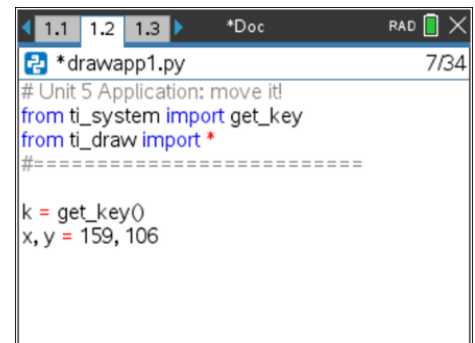 1.1 1.2 1.3 *Doc RAD
*drawapp1.py 7/34
# Unit 5 Application: move it!
from ti_system import get_key
from ti_draw import *
#===========================
k = get_key()
x, y = 159, 106